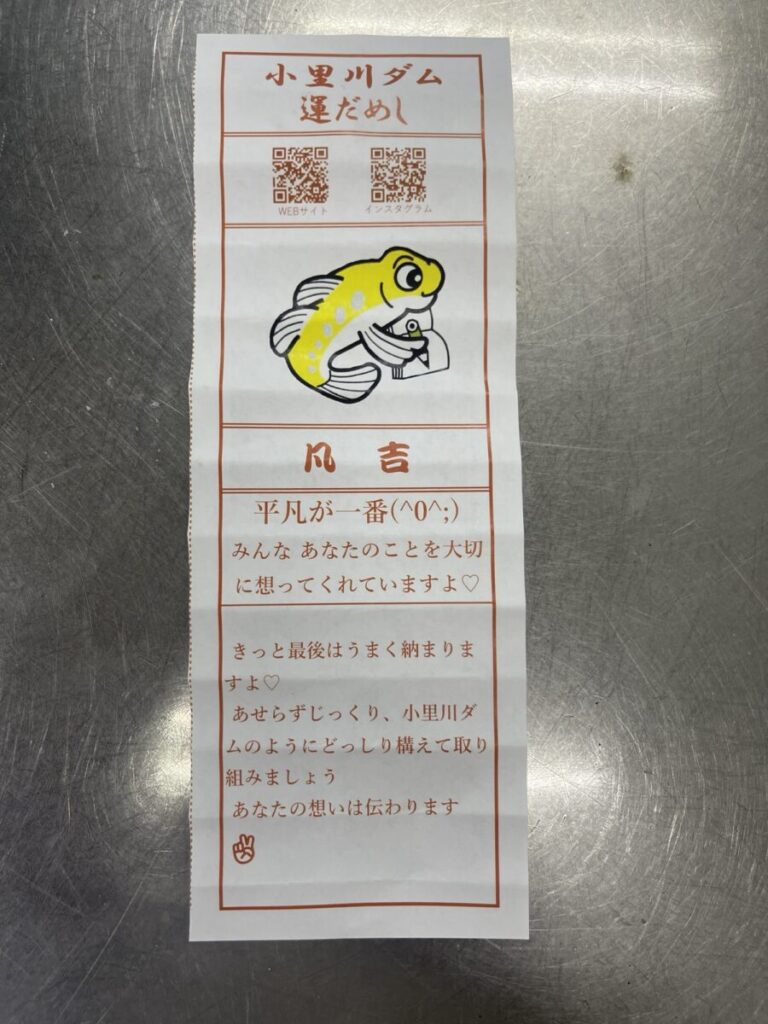 小里川ダム
運だめし
WEBサイト
インスタグラム
凡 吉
平凡が一番(^0^;)
みんな あなたのことを大切
に想ってくれていますよ♡
きっと最後はうまく納まりま
すよ♡
あせらずじっくり、小里川ダ
ムのようにどっしり構えて取り
組みましょう
あなたの想いは伝わります
✌